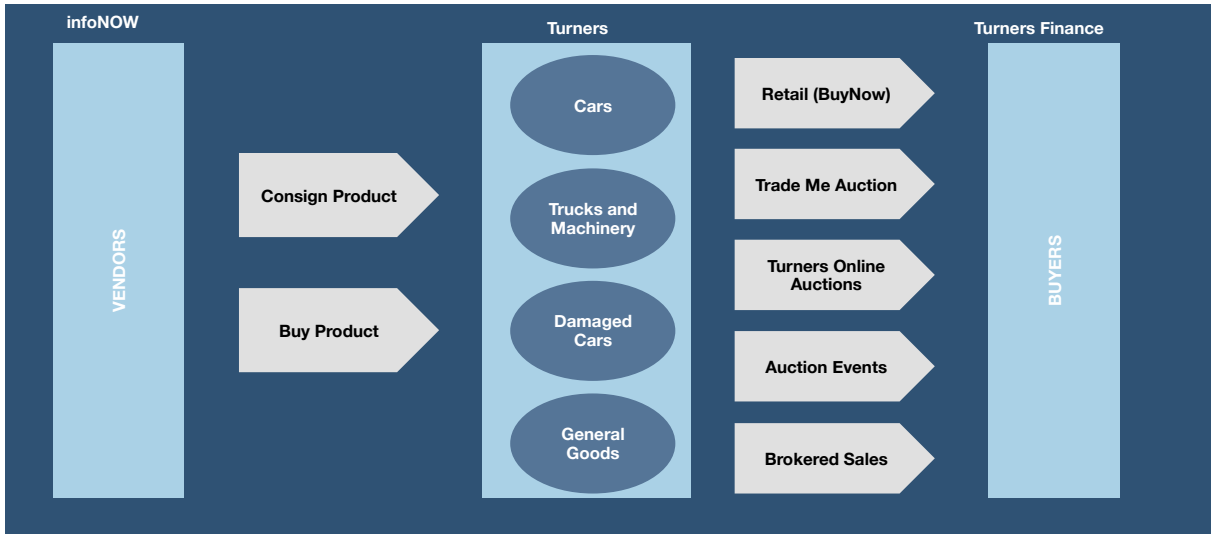 infoNOW
VENDORS
Consign Product
Buy Product
Turners
Cars
Trucks and
Machinery
Damaged
Cars
General
Goods
Retail (BuyNow)
Trade Me Auction
Turners Online
Auctions
Auction Events
Brokered Sales
Turners Finance
BUYERS